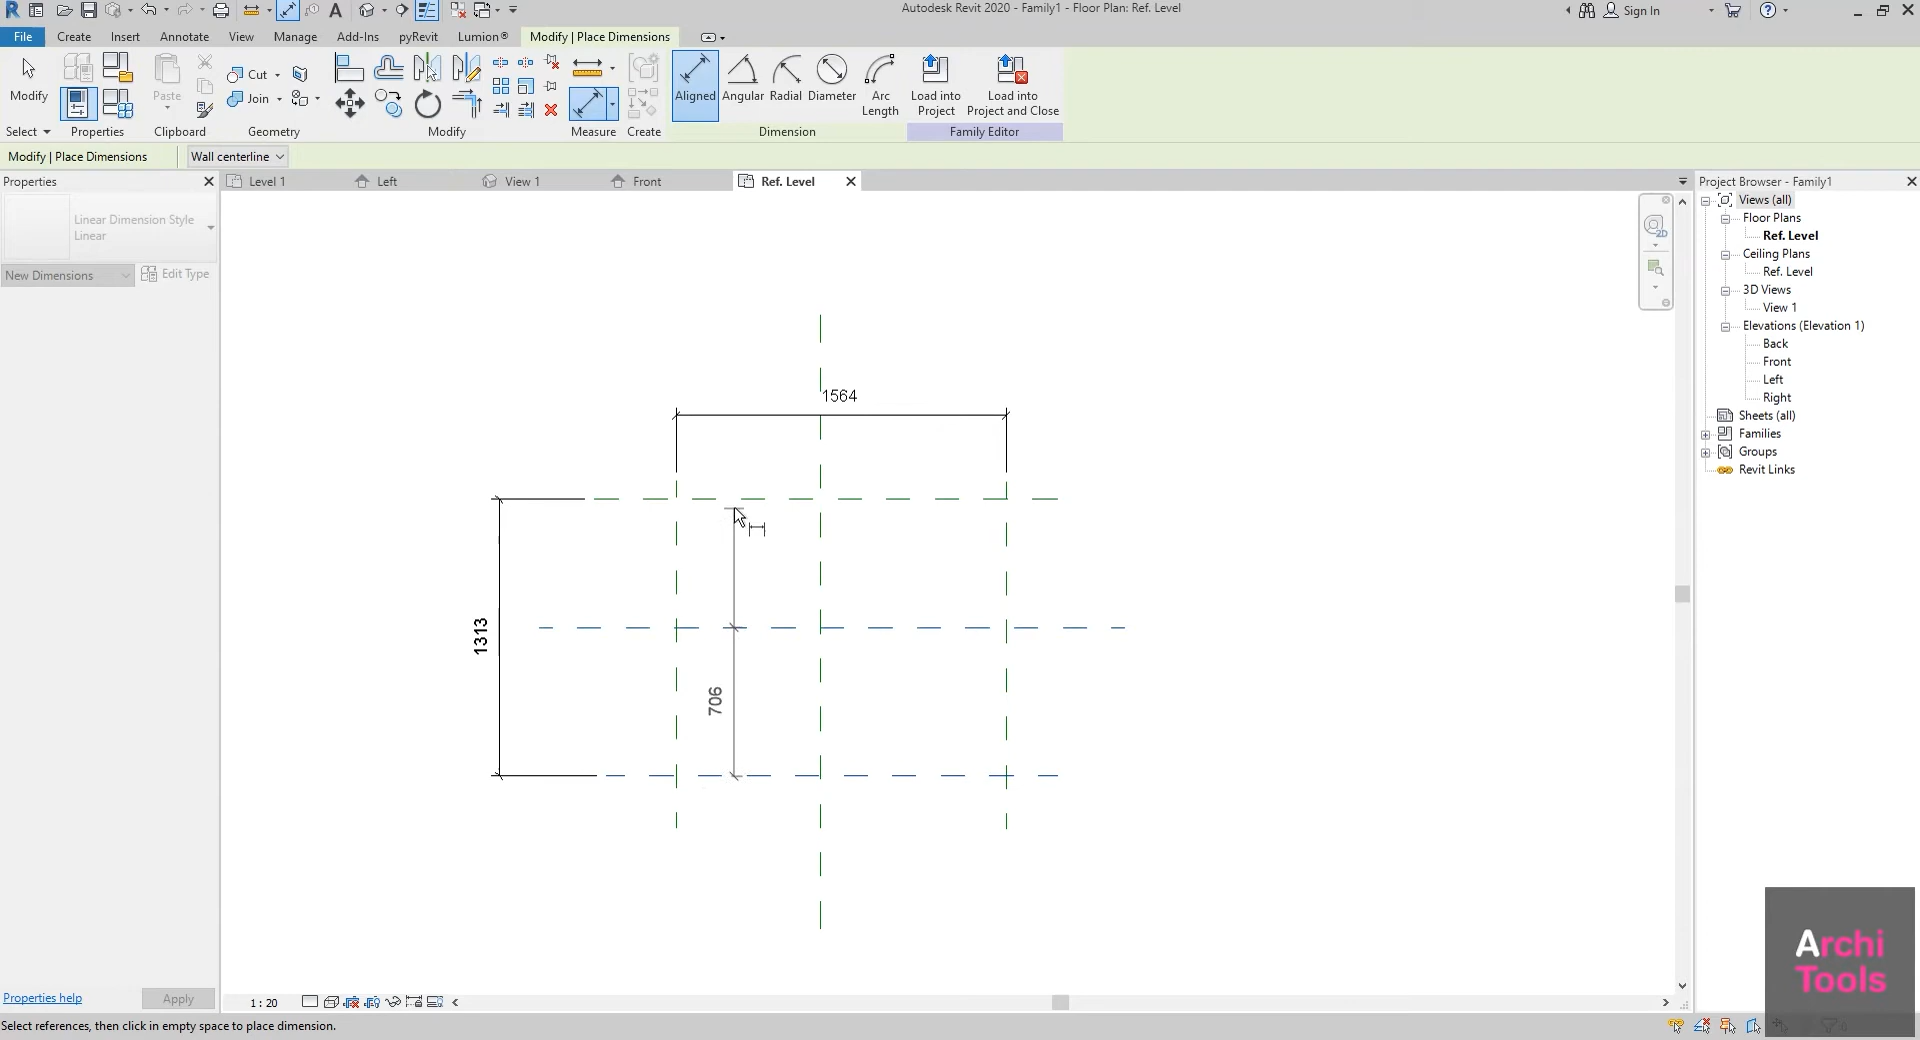 Autodesk Revit 2020 - Family1 - Floor Plan: Ref. Level
Sign In
File Create Insert Annotate View Manage Add-Ins pyRevit Lumion® Modify | Place Dimensions
Modify
Select
Properties
Paste
Clipboard
Cut
Join
Geometry
Modify
Measure
Create
Aligned Angular Radial Diameter Arc Length
Dimension
Load into Project
Load into Project and Close
Family Editor
Modify | Place Dimensions Wall centerline
Properties
Level 1 Left View 1 Front Ref. Level
Project Browser - Family1
Linear Dimension Style
Linear
New Dimensions Edit Type
1564
1313
706
2D
Views (all)
Floor Plans
Ref. Level
Ceiling Plans
Ref. Level
3D Views
View 1
Elevations (Elevation 1)
Back
Front
Left
Right
Sheets (all)
Families
Groups
Revit Links
Archi
Tools
Properties help Apply
1 : 20
Select references, then click in empty space to place dimension.